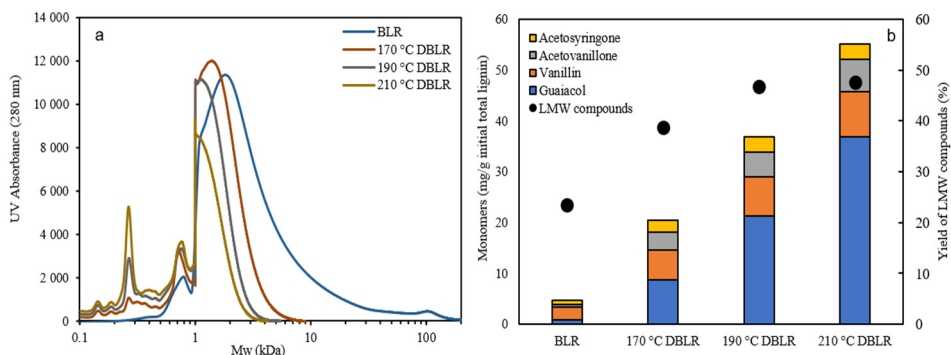 a
BLR
170 °C DBLR
190 °C DBLR
210 °C DBLR
UV Absorbance (280 nm)
14 000
12 000
10 000
8 000
6 000
4 000
2 000
0
0.1
1
10
100
Mw (kDa)
b
Acetosyringone
Acetovanillone
Vanillin
Guaiacol
LMW compounds
Monomers (mg/g initial total lignin)
60
50
40
30
20
10
0
BLR
170 °C DBLR
190 °C DBLR
210 °C DBLR
60
50
40
30
20
10
0
Yield of LMW compounds (%)